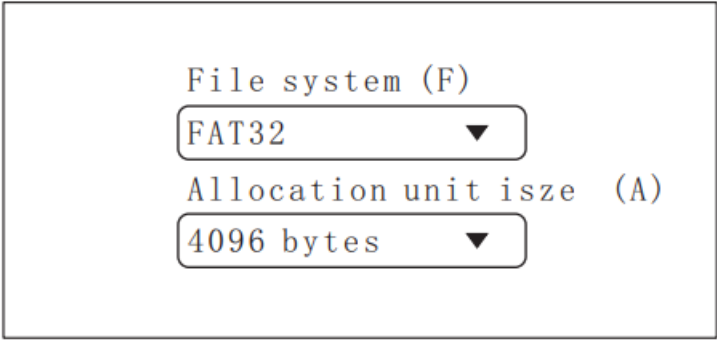 File system (F)
FAT32
Allocation unit isze (A)
4096 bytes